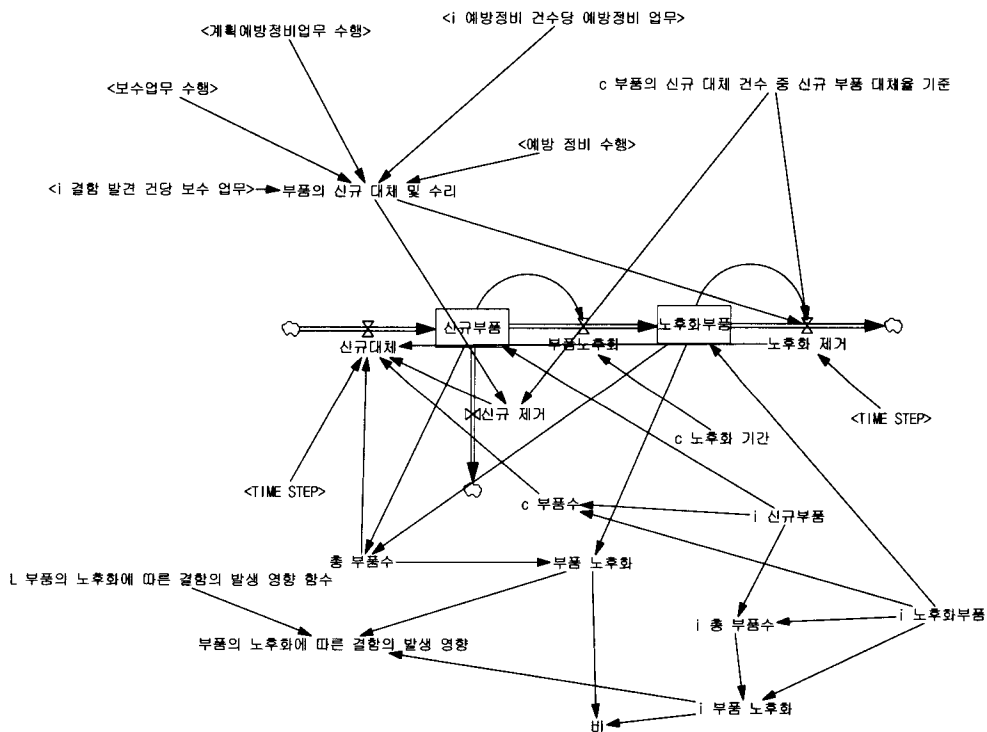 <i 예방정비 건수당 예방정비 업무>
<계획예방정비업무 수행>
<보수업무 수행>
c 부품의 신규 대체 건수 중 신규 부품 대체율 기준
<예방 정비 수행>
<i 결함 발견 건당 보수 업무>
부품의 신규 대체 및 수리
신규부품
노후화부품
신규대체
부품노후화
노후화 제거
신규 제거
<TIME STEP>
c 노후화 기간
<TIME STEP>
c 부품수
i 신규부품
총 부품수
부품 노후화
L 부품의 노후화에 따른 결함의 발생 영향 함수
i 노후화부품
i 총 부품수
부품의 노후화에 따른 결함의 발생 영향
i 부품 노후화
비